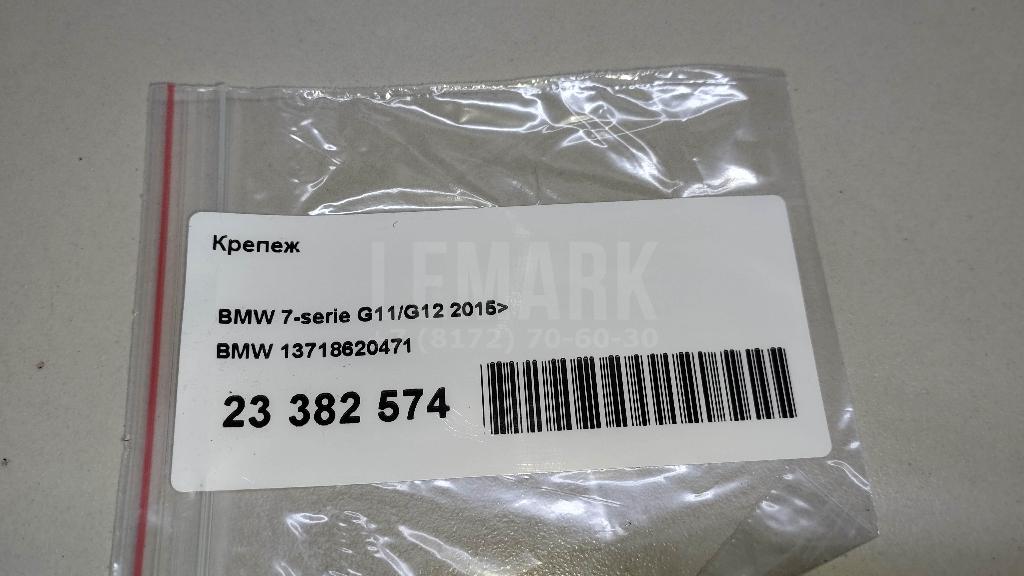 Крепеж
LEMARK
BMW 7-serie G11/G12 2015>
+7 (8172) 70-60-30
BMW 13718620471
23 382 574